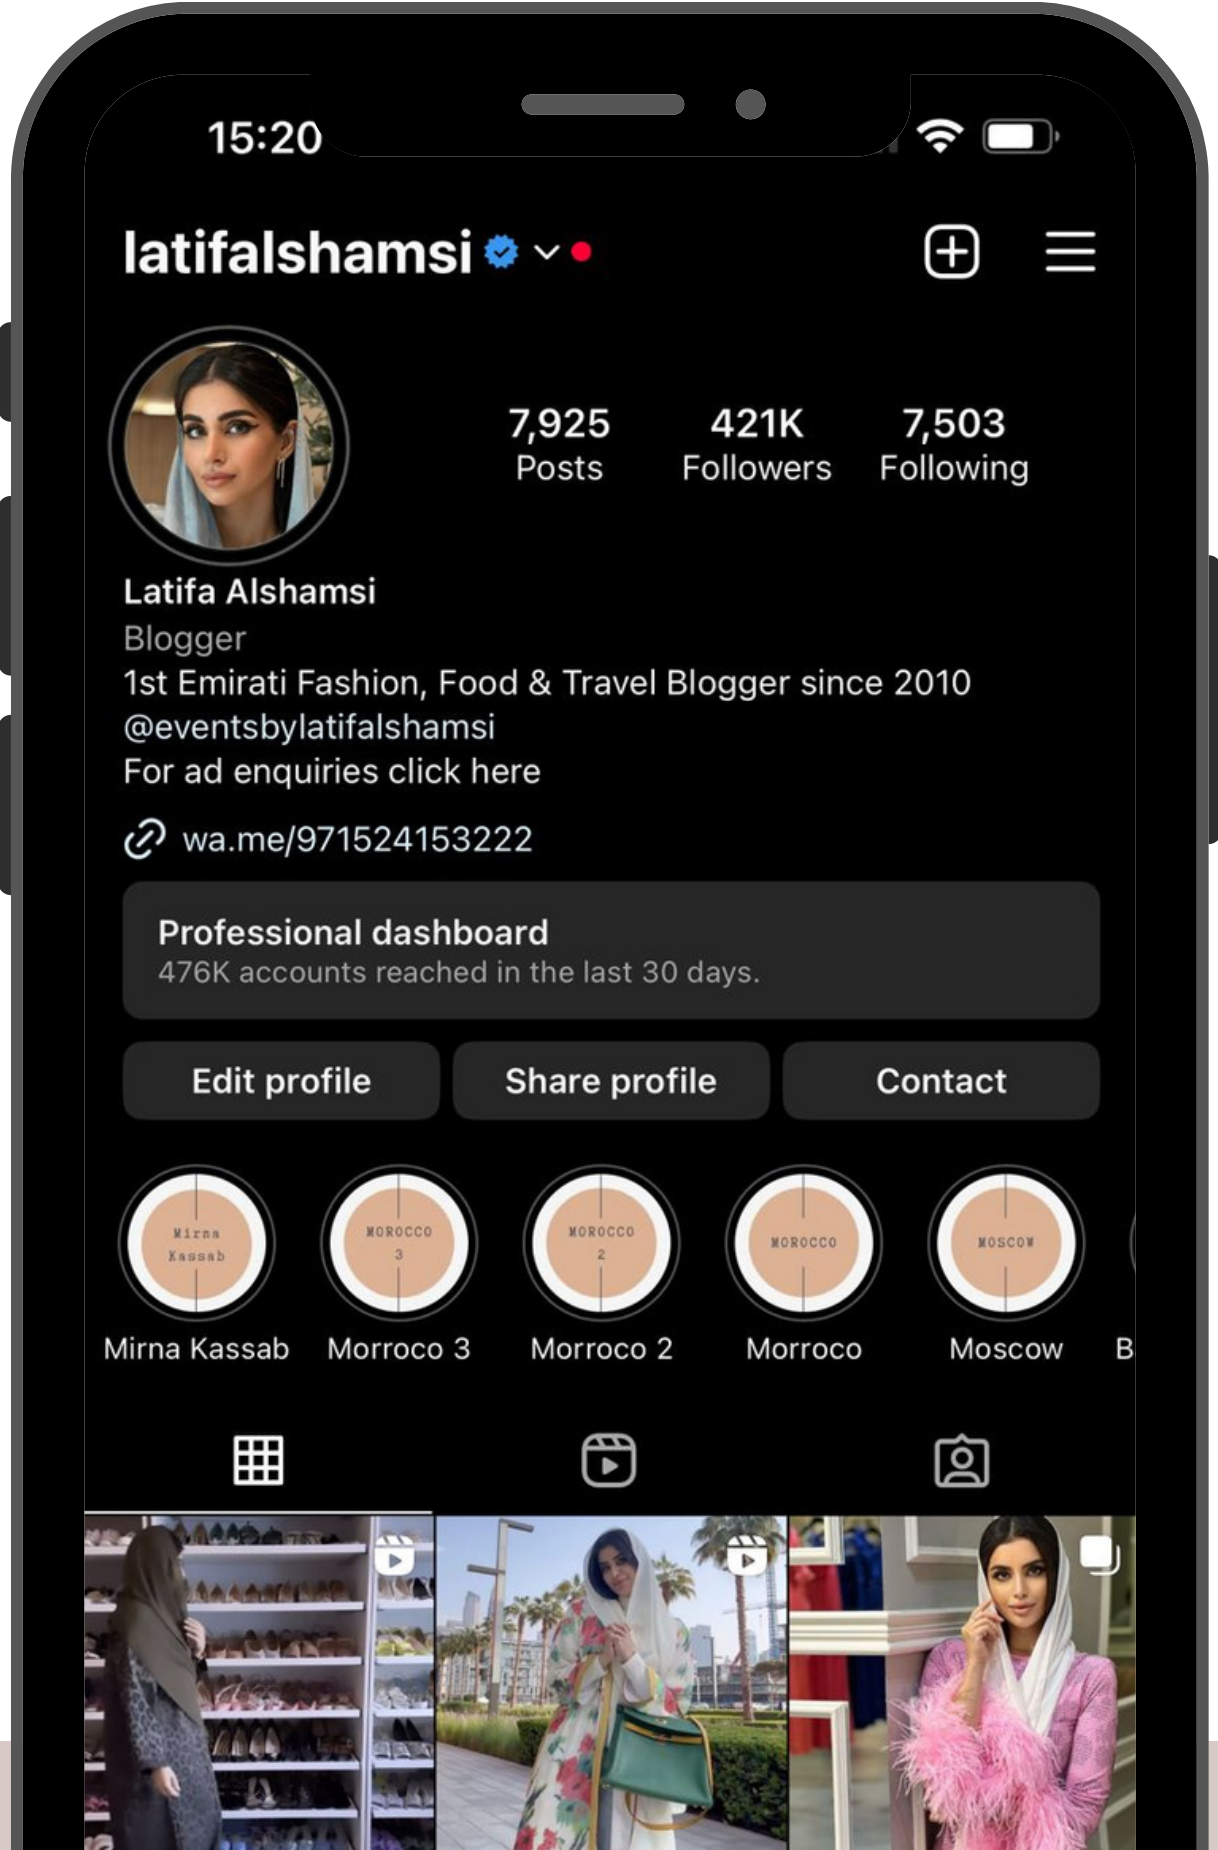 15:20
latifalshamsi
7,925
Posts
421K
Followers
7,503
Following
Latifa Alshamsi
Blogger
1st Emirati Fashion, Food & Travel Blogger since 2010
@eventsbylatifalshamsi
For ad enquiries click here
wa.me/971524153222
Professional dashboard
476K accounts reached in the last 30 days.
Edit profile
Share profile
Contact
Mirna
Kassab
MOROCCO
3
MOROCCO
2
MOROCCO
MOSCOW
Mirna Kassab
Morroco 3
Morroco 2
Morroco
Moscow
B